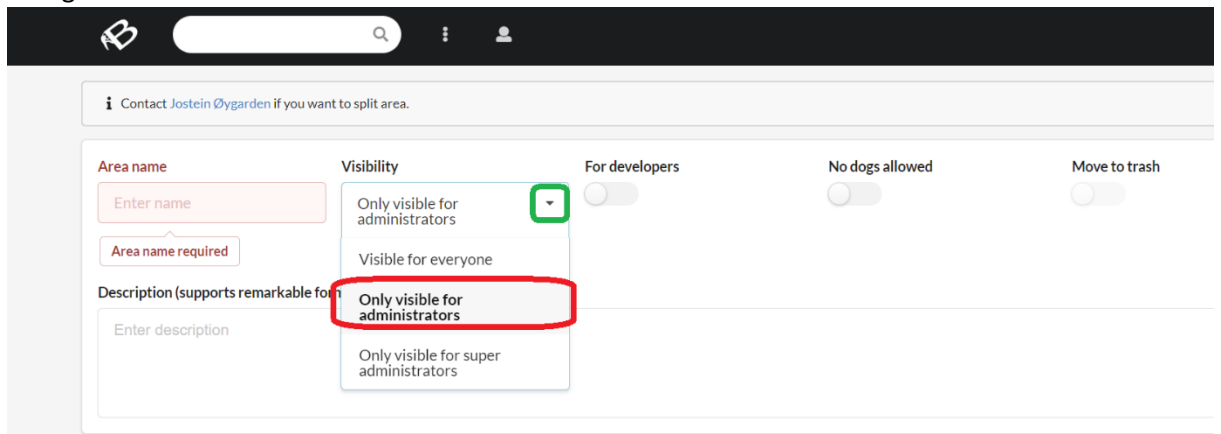 Contact Jostein Øygarden if you want to split area.
Area name
Visibility
For developers
No dogs allowed
Move to trash
Enter name
Only visible for
administrators
Area name required
Visible for everyone
Description (supports remarkable
Only visible for
administrators
Enter description
Only visible for super
administrators